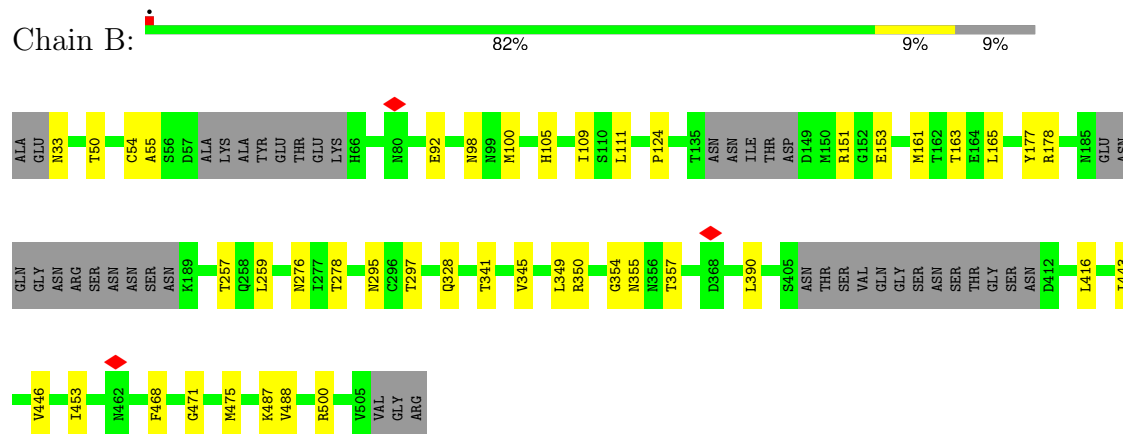 Chain B:
82% 9% 9%
ALA GLU N33 T50 C54 A55 S56 D57 ALA LYS ALA TYR GLU THR GLU LYS H66 N80 E92 N98 N99 M100 H105 I109 S110 L111 P124 T135 ASN ASN ILE THR ASP D149 M150 R151 G152 E153 M161 T162 T163 E164 L165 Y177 R178 N185 GLU ASN
GLN GLY ASN ARG SER ASN ASN SER ASN K189 T257 Q258 L259 N276 I277 T278 N295 C296 T297 Q328 T341 V345 L349 R350 G354 N355 N356 T357 D368 L390 S405 ASN THR SER VAL GLN GLY SER ASN SER THR GLY SER ASN D412 L416 I443
V446 I453 N462 F468 G471 M475 K487 V488 R500 V505 VAL GLY ARG